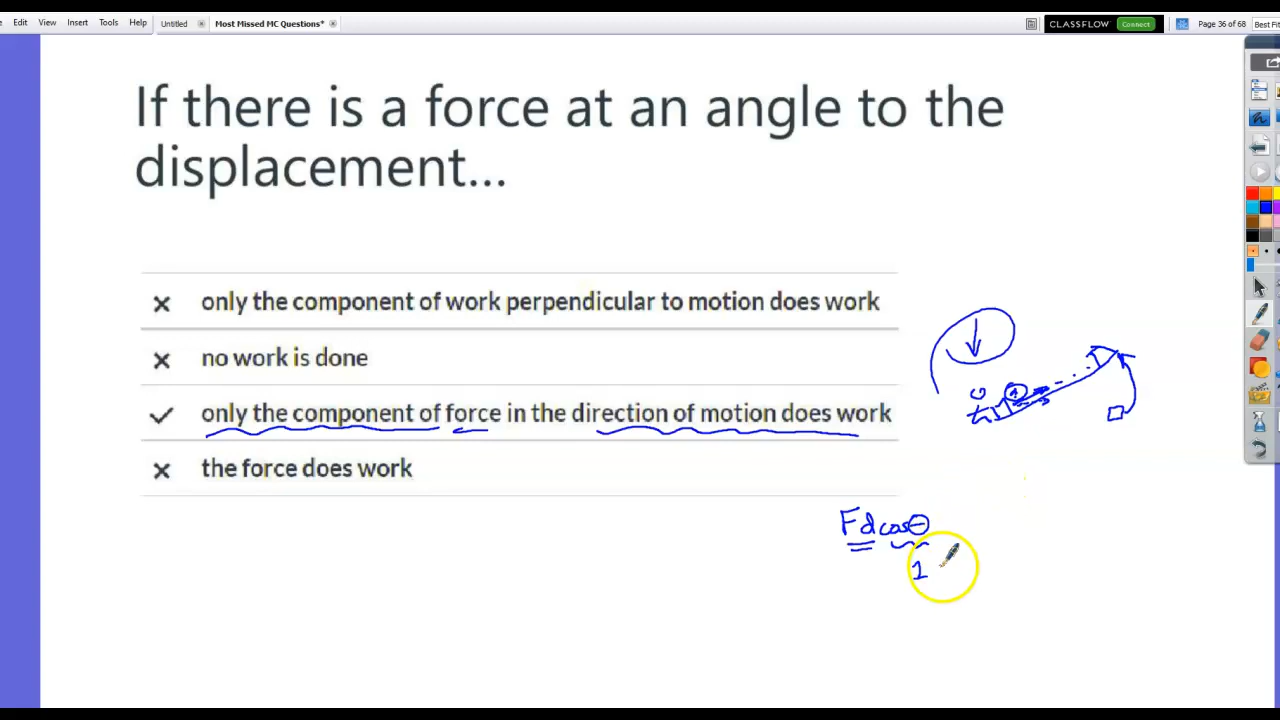 Edit View Insert Tools Help Untitled Most Missed MC Questions* CLASSFLOW Connect Page 36 of 68 Best Fit
If there is a force at an angle to the
displacement...
only the component of work perpendicular to motion does work
no work is done
only the component of force in the direction of motion does work
the force does work
Fdcosθ
1